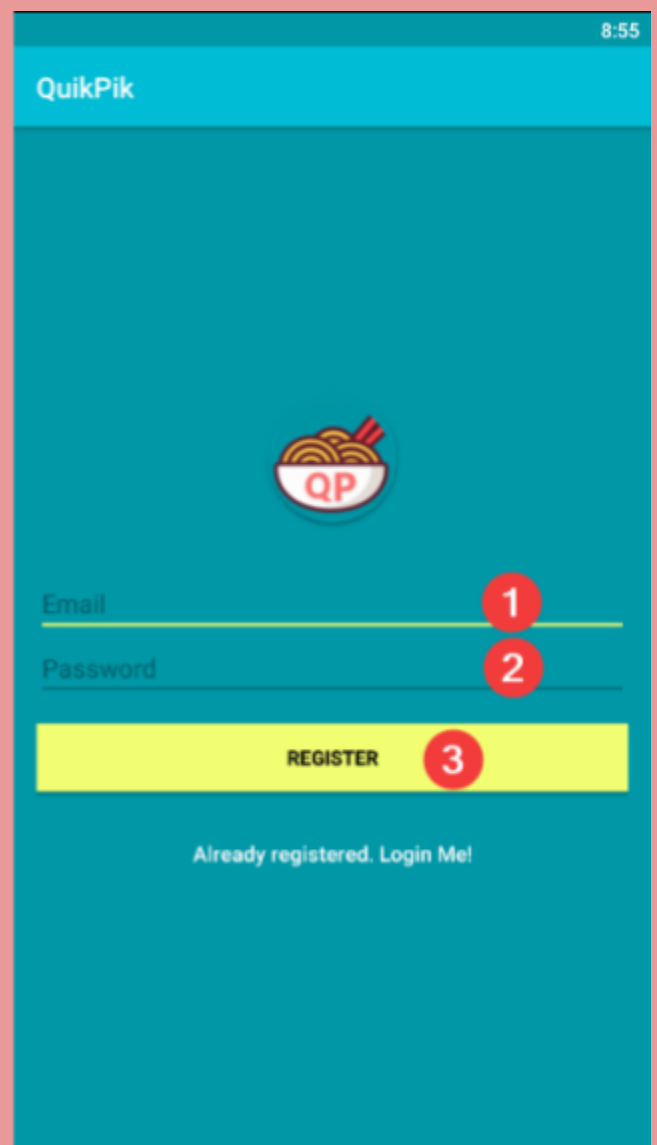 8:55
QuikPik
QP
Email 1
Password 2
REGISTER 3
Already registered. Login Me!